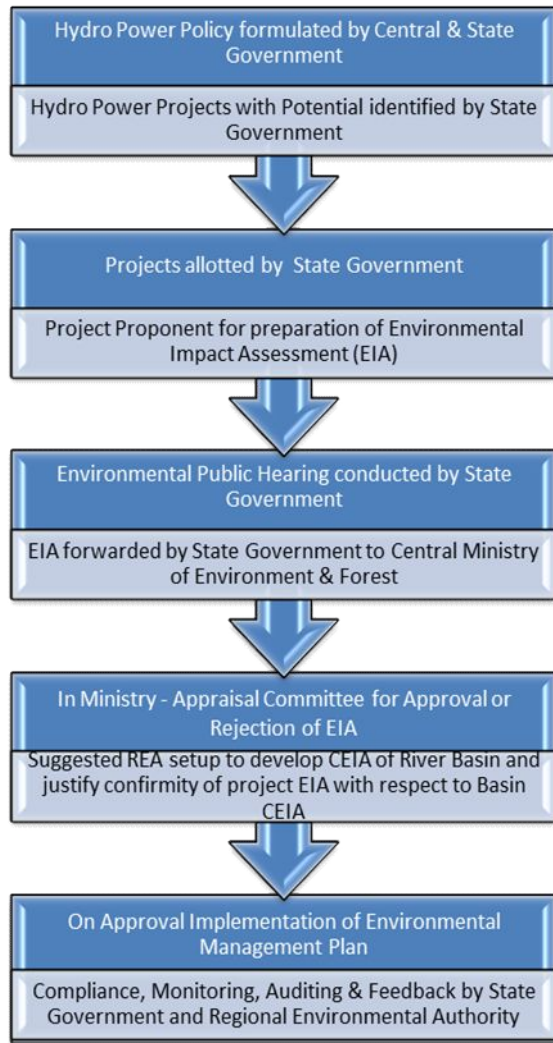 Hydro Power Policy formulated by Central & State
Government
Hydro Power Projects with Potential identified by State
Government
Projects allotted by State Government
Project Proponent for preparation of Environmental
Impact Assessment (EIA)
Environmental Public Hearing conducted by State
Government
EIA forwarded by State Government to Central Ministry
of Environment & Forest
In Ministry - Appraisal Committee for Approval or
Rejection of EIA
Suggested REA setup to develop CEIA of River Basin and
justify confirmity of project EIA with respect to Basin
CEIA
On Approval Implementation of Environmental
Management Plan
Compliance, Monitoring, Auditing & Feedback by State
Government and Regional Environmental Authority